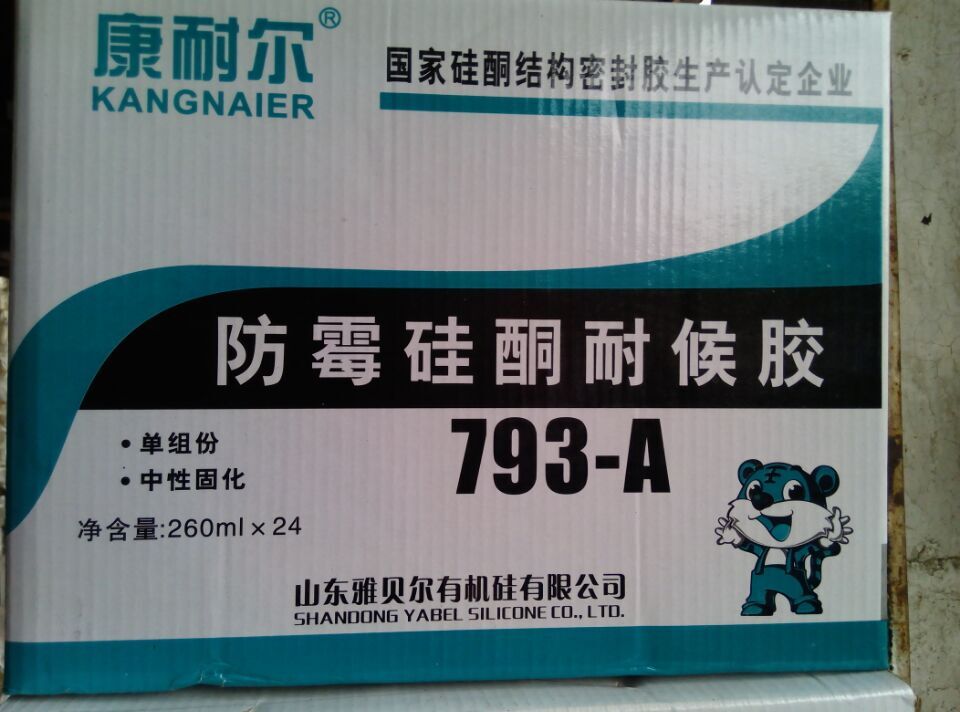 康耐尔®
KANGNAIER
国家硅酮结构密封胶生产认定企业
防霉硅酮耐候胶
793-A
• 单组份
• 中性固化
净含量:260ml×24
山东雅贝尔有机硅有限公司
SHANDONG YABEL SILICONE CO., LTD.